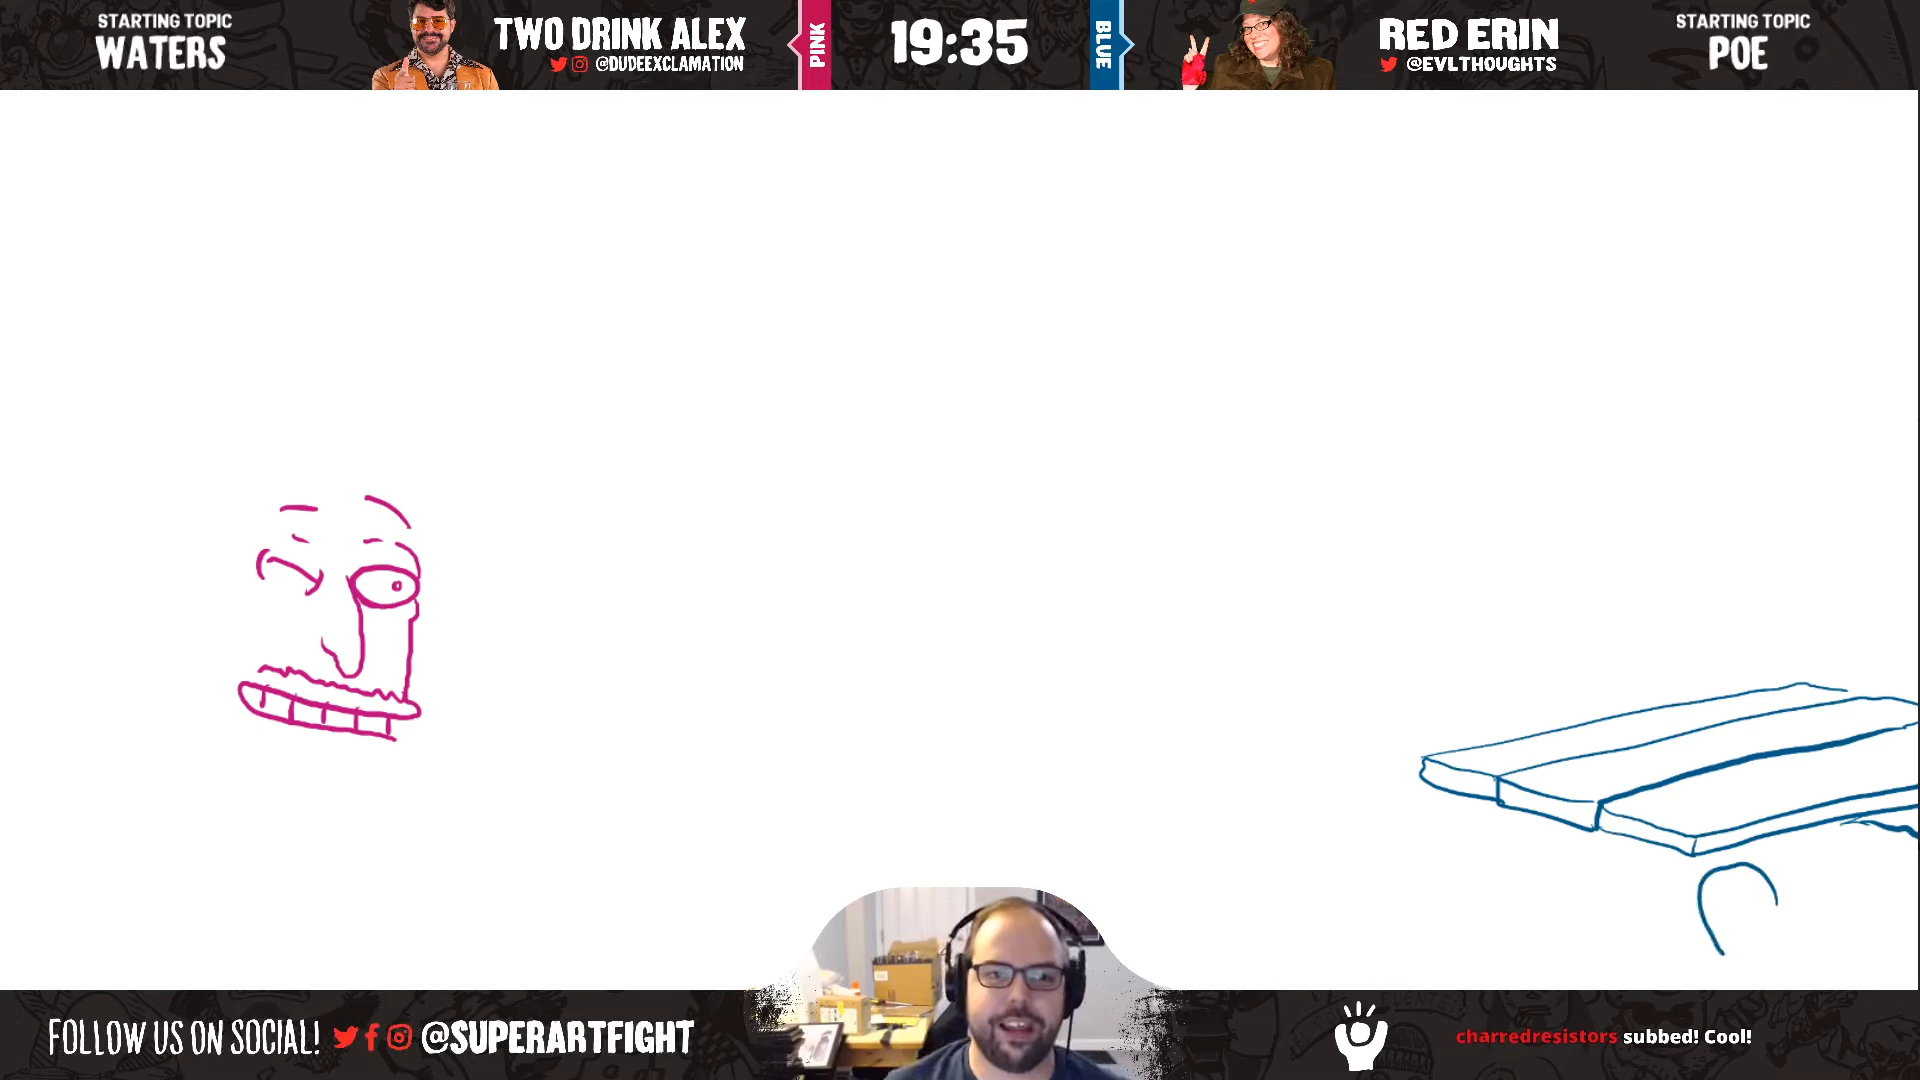 STARTING TOPIC
WATERS
TWO DRINK ALEX
@DUDEEXCLAMATION
PINK
19:35
BLUE
RED ERIN
@EVLTHOUGHTS
STARTING TOPIC
POE
FOLLOW US ON SOCIAL! @SUPERARTFIGHT
charredresistors subbed! Cool!